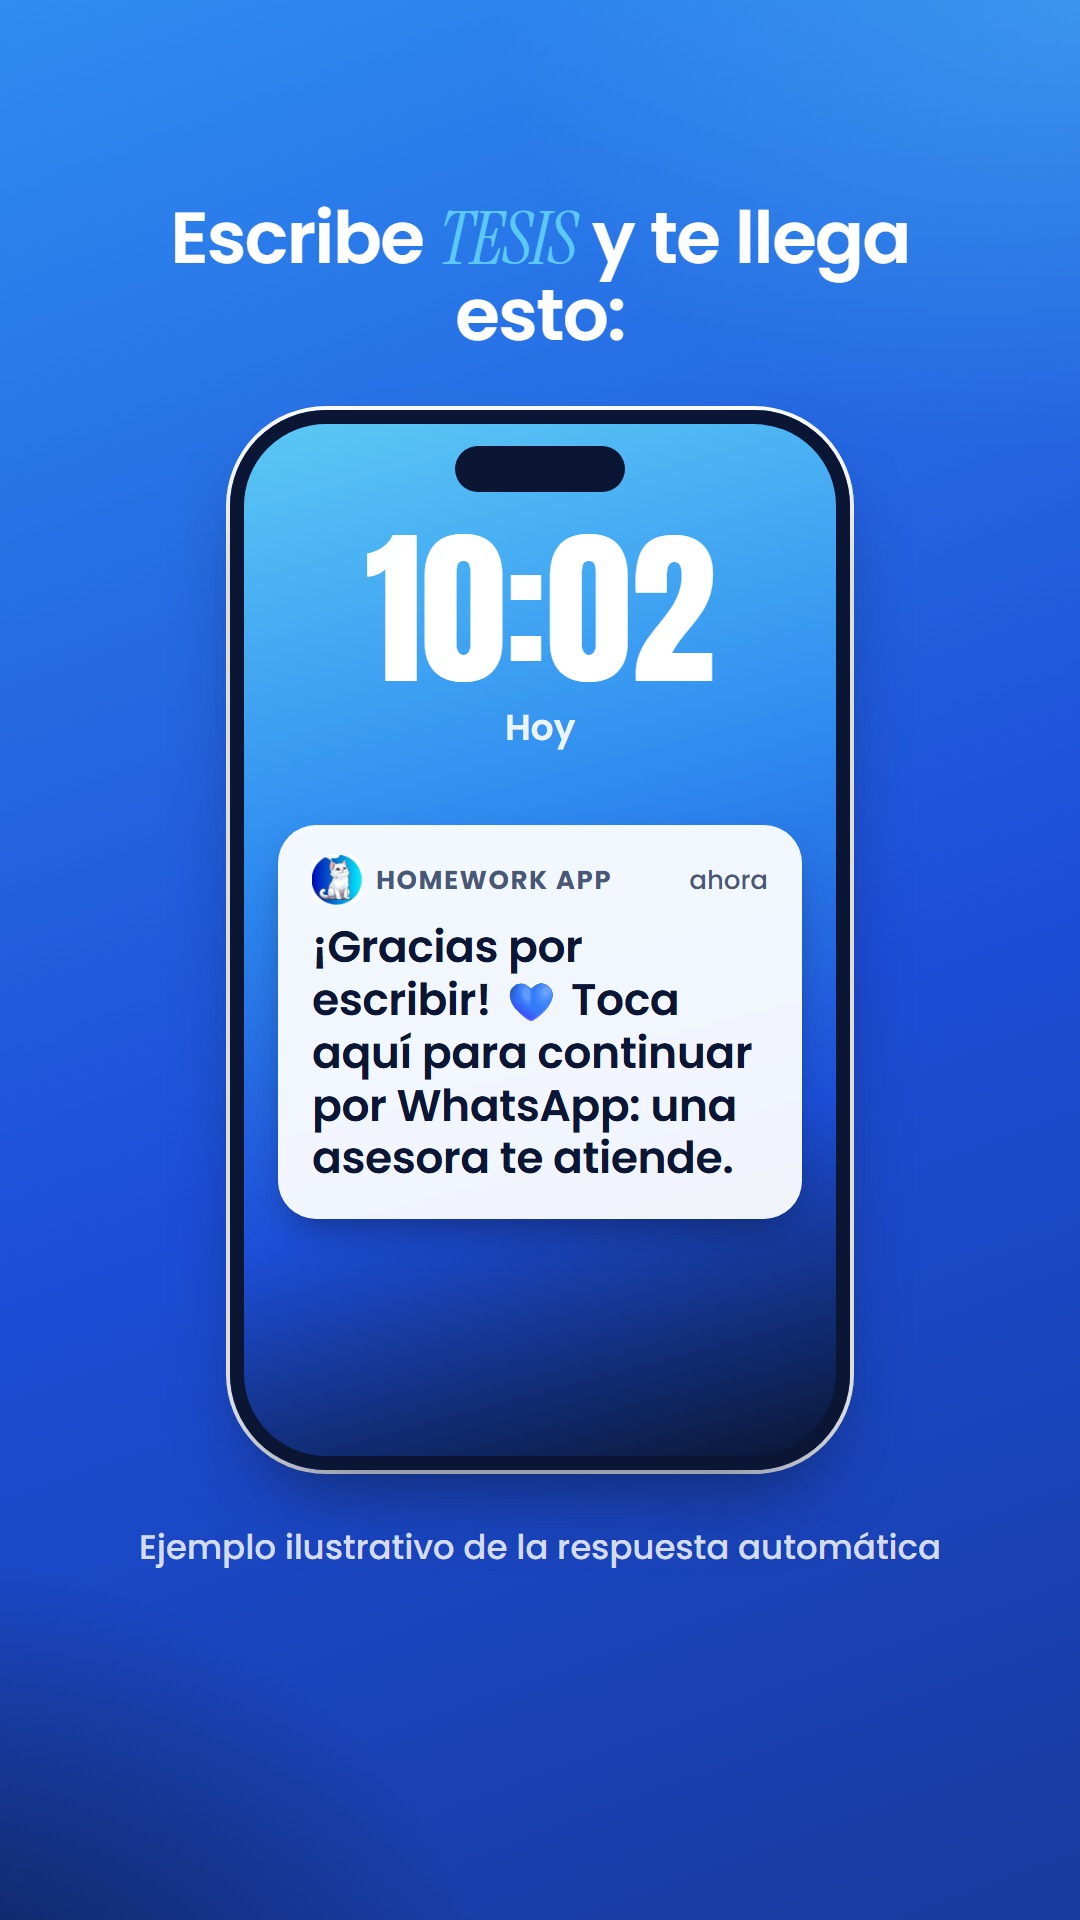 Escribe TESIS y te llega
esto:
10:02
Hoy
HOMEWORK APP ahora
¡Gracias por
escribir! 💙 Toca
aquí para continuar
por WhatsApp: una
asesora te atiende.
Ejemplo ilustrativo de la respuesta automática